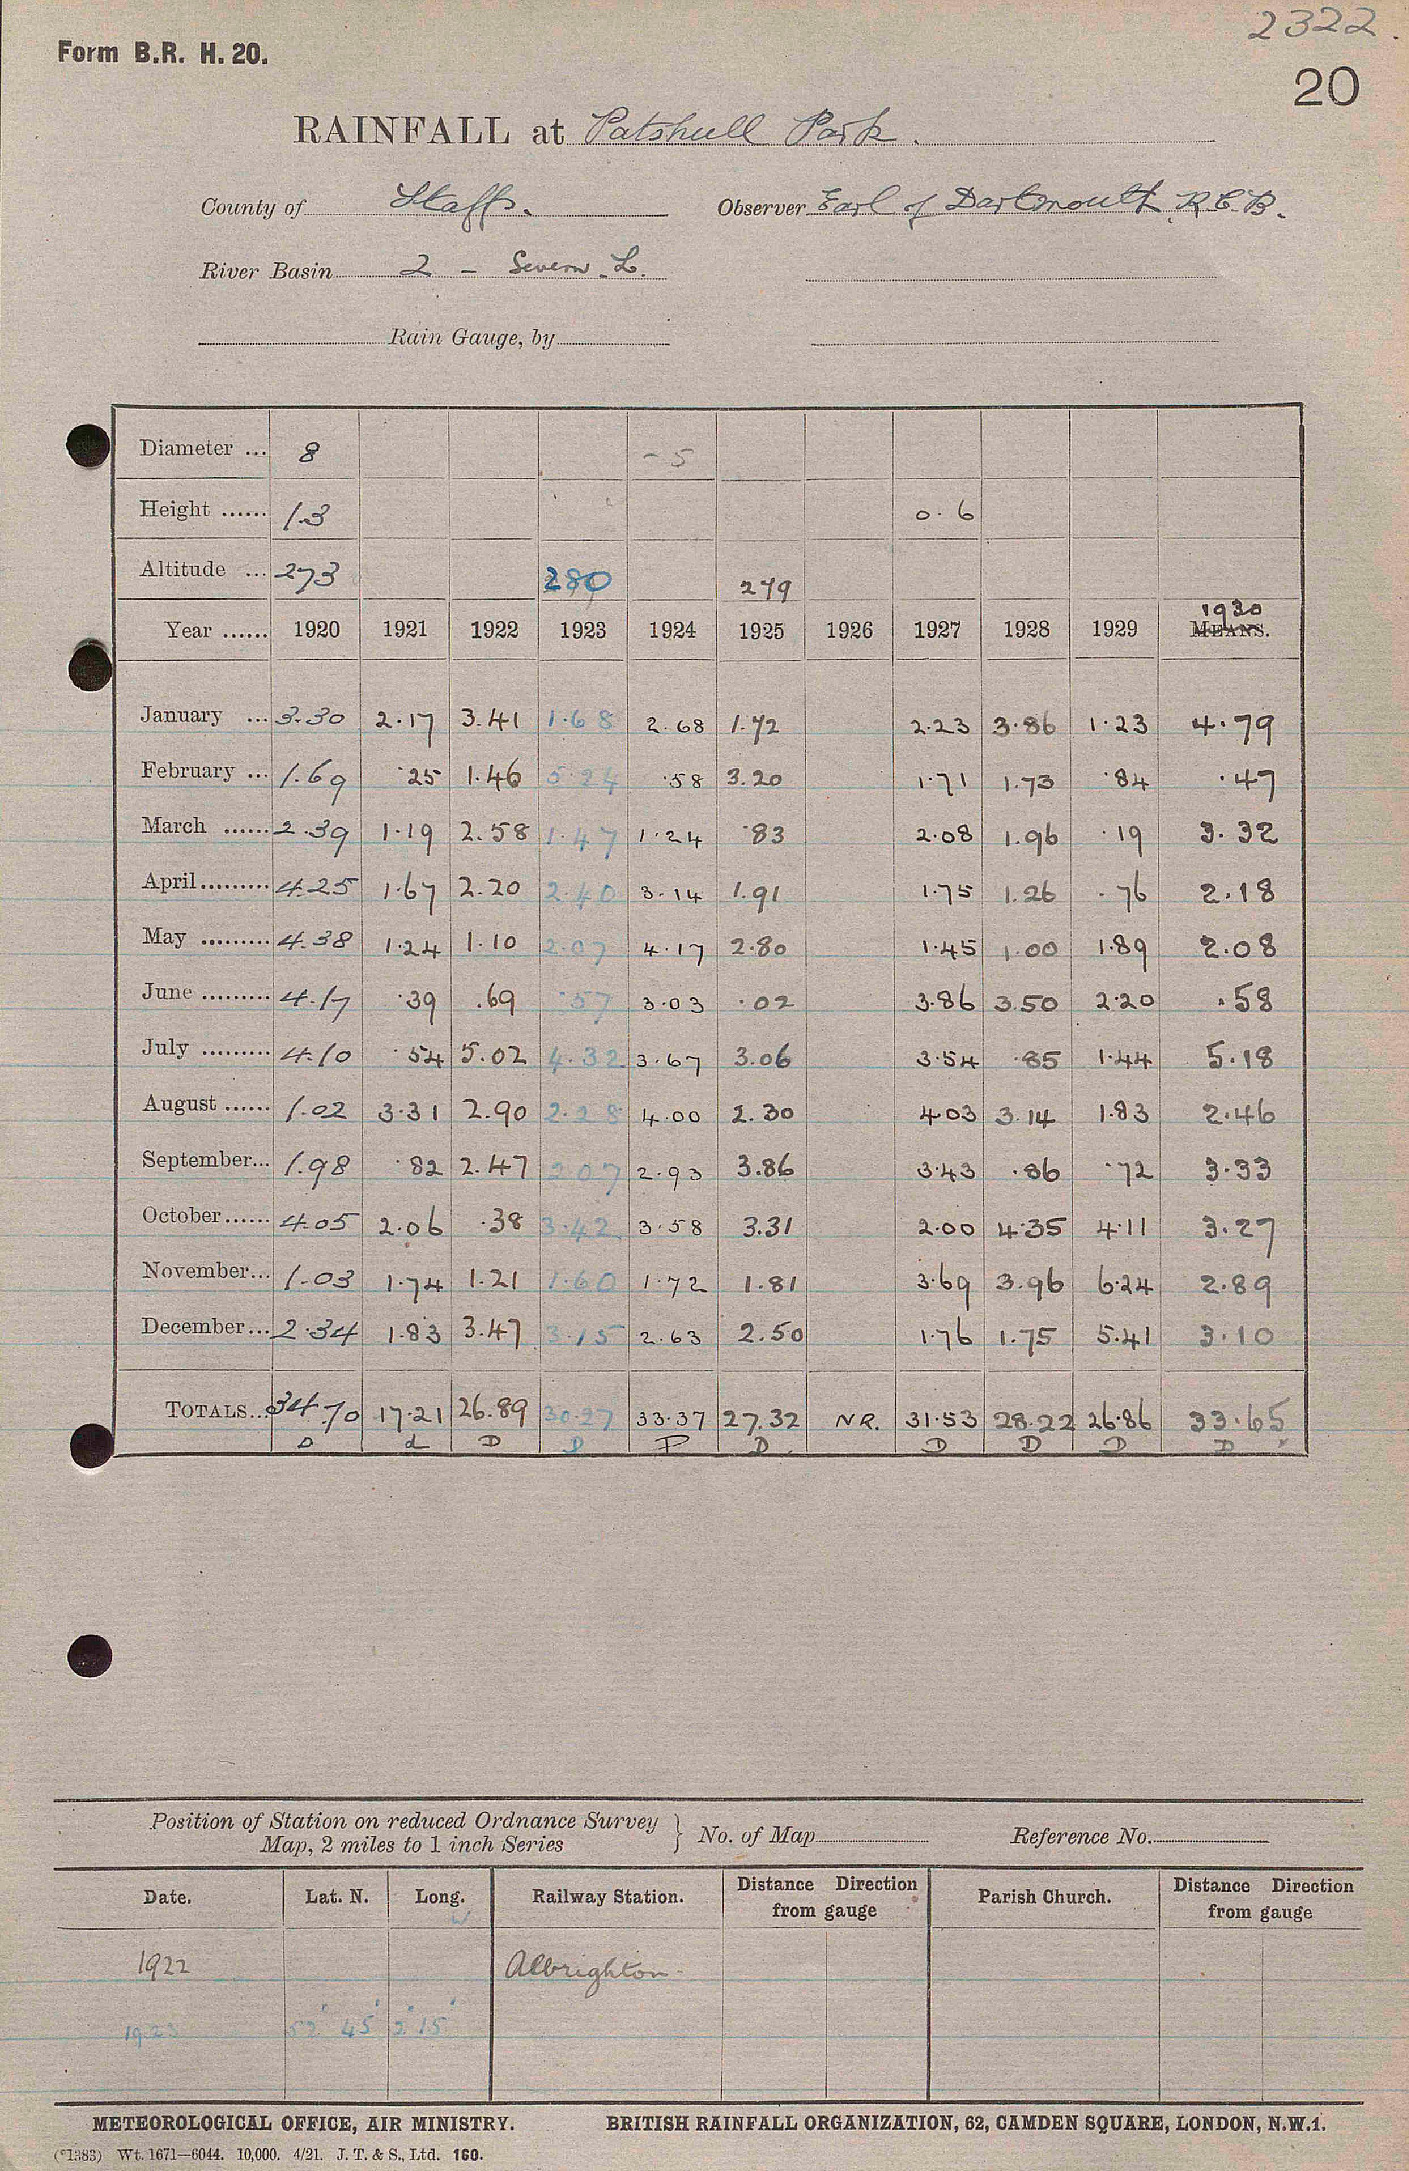 2322.
Form B.R. H. 20.
20
RAINFALL at Patshull Park.
County of Staffs. Observer Earl of Dartmouth, K.C.B.
River Basin 2 - Severn. L.
Rain Gauge, by
Diameter ... 8 - 5
Height ...... 1.3 0.6
Altitude ... 273 280 279
Year ...... 1920 1921 1922 1923 1924 1925 1926 1927 1928 1929 1930 MEANS.
January ... 3.30 2.17 3.41 1.68 2.68 1.72 2.23 3.86 1.23 4.79
February ... 1.69 .25 1.46 5.24 .58 3.20 1.71 1.73 .84 .47
March ...... 2.39 1.19 2.58 1.47 1.24 .83 2.08 1.96 .19 3.32
April......... 4.25 1.67 2.20 2.40 3.14 1.91 1.75 1.26 .76 2.18
May ......... 4.38 1.24 1.10 2.07 4.17 2.80 1.45 1.00 1.89 2.08
June ......... 4.17 .39 .69 .57 3.03 .02 3.86 3.50 2.20 .58
July ......... 4.10 .54 5.02 4.32 3.67 3.06 3.54 .85 1.44 5.18
August ...... 1.02 3.31 2.90 2.28 4.00 2.30 4.03 3.14 1.83 2.46
September... 1.98 .82 2.47 2.07 2.93 3.86 3.43 .86 .72 3.33
October...... 4.05 2.06 .38 3.42 3.58 3.31 2.00 4.35 4.11 3.27
November... 1.03 1.74 1.21 1.60 1.72 1.81 3.69 3.96 6.24 2.89
December... 2.34 1.83 3.47 3.15 2.63 2.50 1.76 1.75 5.41 3.10
TOTALS... 34.70 17.21 26.89 30.27 33.37 27.32 N.R. 31.53 28.22 26.86 33.65
D d D D P D D D D D
Position of Station on reduced Ordnance Survey
Map, 2 miles to 1 inch Series } No. of Map Reference No.
Date. Lat. N. Long. W Railway Station. Distance Direction from gauge Parish Church. Distance Direction from gauge
1922 Albrighton
1923 52° 45' 2° 15'
METEOROLOGICAL OFFICE, AIR MINISTRY. BRITISH RAINFALL ORGANIZATION, 62, CAMDEN SQUARE, LONDON, N.W.1.
(*1383) Wt. 1671—6044. 10,000. 4/21. J. T. & S., Ltd. 160.